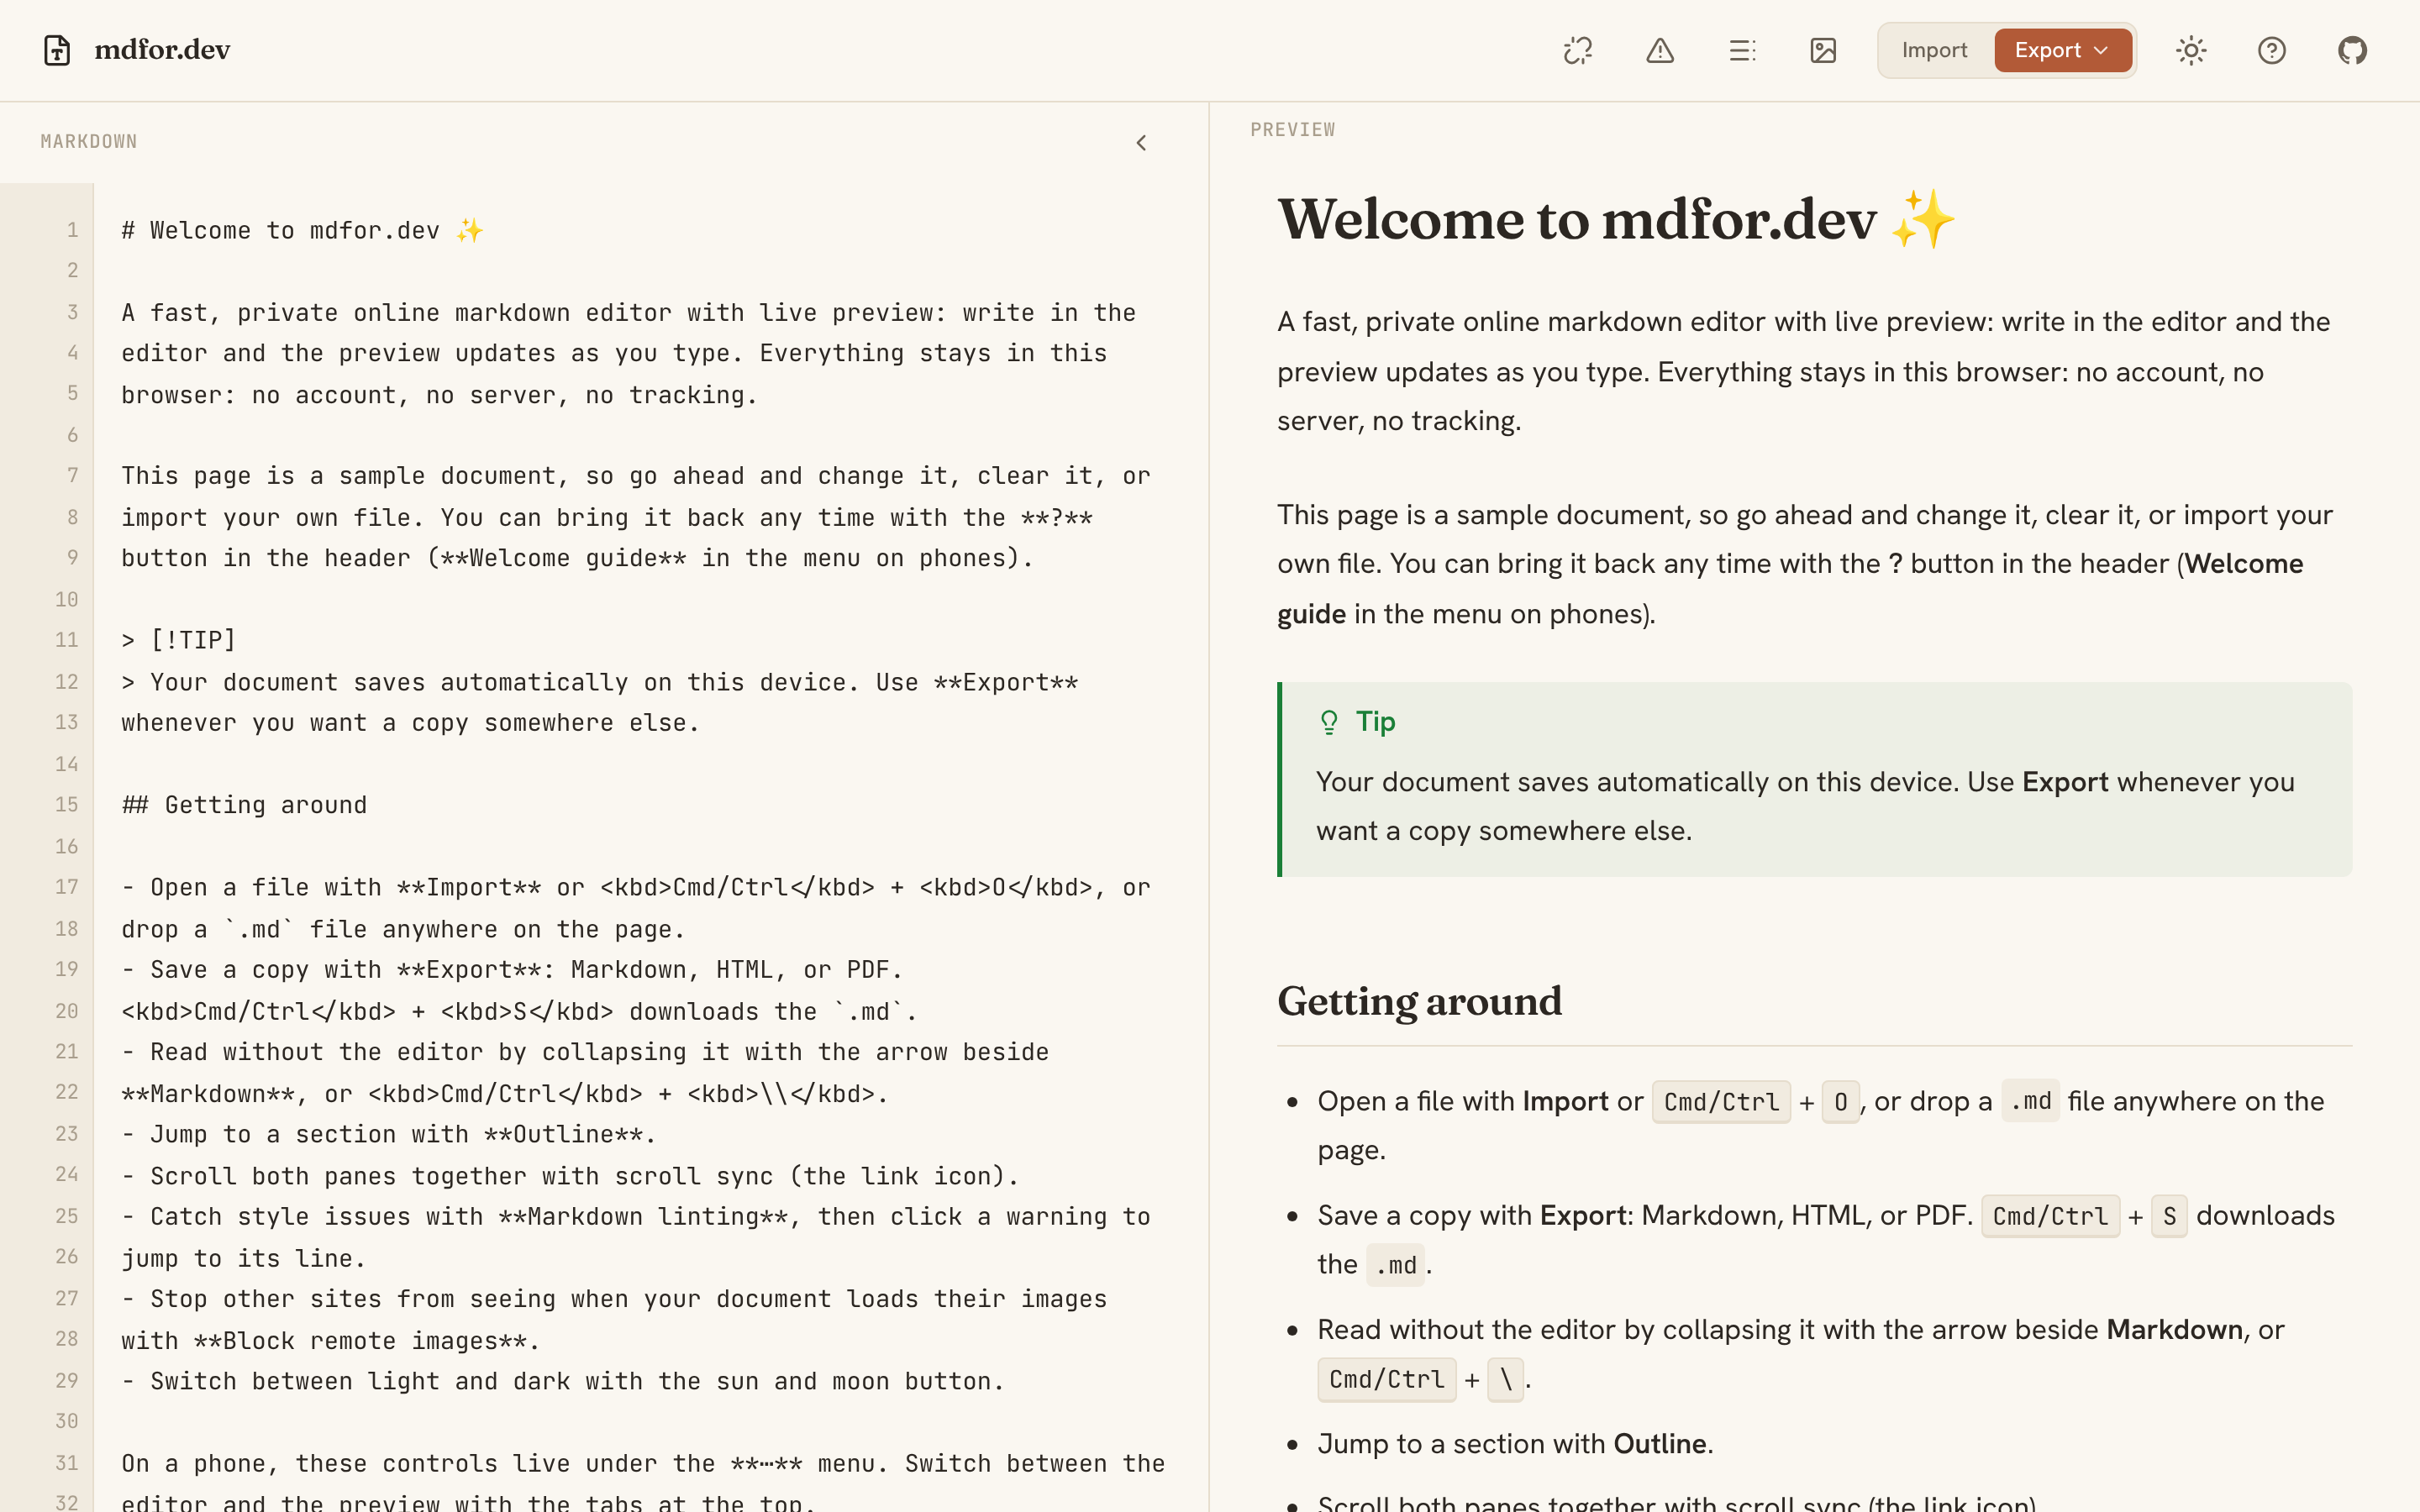 mdfor.dev
Import
Export
MARKDOWN
1 # Welcome to mdfor.dev ✨
2
3 A fast, private online markdown editor with live preview: write in the
4 editor and the preview updates as you type. Everything stays in this
5 browser: no account, no server, no tracking.
6
7 This page is a sample document, so go ahead and change it, clear it, or
8 import your own file. You can bring it back any time with the **?**
9 button in the header (**Welcome guide** in the menu on phones).
10
11 > [!TIP]
12 > Your document saves automatically on this device. Use **Export**
13 whenever you want a copy somewhere else.
14
15 ## Getting around
16
17 - Open a file with **Import** or <kbd>Cmd/Ctrl</kbd> + <kbd>O</kbd>, or
18 drop a `.md` file anywhere on the page.
19 - Save a copy with **Export**: Markdown, HTML, or PDF.
20 <kbd>Cmd/Ctrl</kbd> + <kbd>S</kbd> downloads the `.md`.
21 - Read without the editor by collapsing it with the arrow beside
22 **Markdown**, or <kbd>Cmd/Ctrl</kbd> + <kbd>\\</kbd>.
23 - Jump to a section with **Outline**.
24 - Scroll both panes together with scroll sync (the link icon).
25 - Catch style issues with **Markdown linting**, then click a warning to
26 jump to its line.
27 - Stop other sites from seeing when your document loads their images
28 with **Block remote images**.
29 - Switch between light and dark with the sun and moon button.
30
31 On a phone, these controls live under the **⋯** menu. Switch between the
32 editor and the preview with the tabs at the top.
PREVIEW
Welcome to mdfor.dev ✨
A fast, private online markdown editor with live preview: write in the editor and the
preview updates as you type. Everything stays in this browser: no account, no
server, no tracking.
This page is a sample document, so go ahead and change it, clear it, or import your
own file. You can bring it back any time with the ? button in the header (Welcome
guide in the menu on phones).
Tip
Your document saves automatically on this device. Use Export whenever you
want a copy somewhere else.
Getting around
• Open a file with Import or Cmd/Ctrl + O, or drop a .md file anywhere on the
page.
• Save a copy with Export: Markdown, HTML, or PDF. Cmd/Ctrl + S downloads
the .md.
• Read without the editor by collapsing it with the arrow beside Markdown, or
Cmd/Ctrl + \.
• Jump to a section with Outline.
• Scroll both panes together with scroll sync (the link icon).